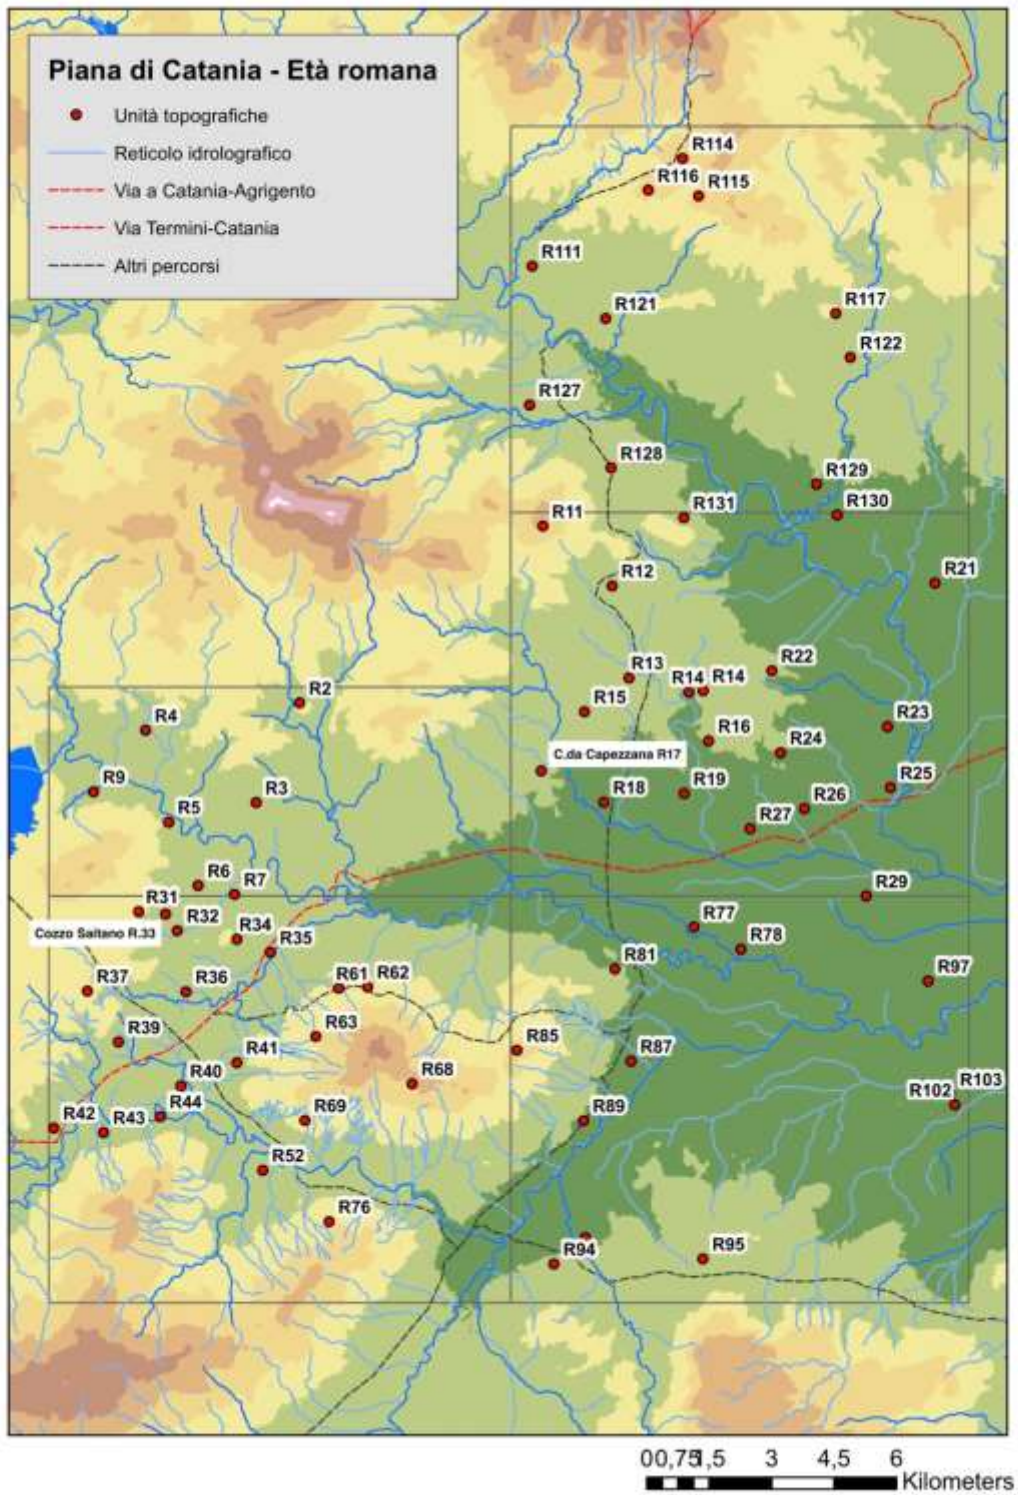 Piana di Catania - Età romana
Unità topografiche
Reticolo idrolografico
Via a Catania-Agrigento
Via Termini-Catania
Altri percorsi
R114
R116
R115
R111
R121
R117
R122
R127
R128
R129
R11
R131
R130
R12
R21
R13
R22
R14
R14
R2
R15
R4
R23
R16
R24
C.da Capezzana R17
R9
R3
R19
R25
R18
R26
R5
R27
R6
R7
R29
R31
R32
R77
Cozzo Saitano R.33
R34
R35
R78
R81
R37
R36
R61
R62
R97
R39
R63
R85
R41
R87
R40
R68
R103
R102
R44
R42
R43
R69
R89
R52
R76
R94
R95
00,751,5 3 4,5 6
Kilometers